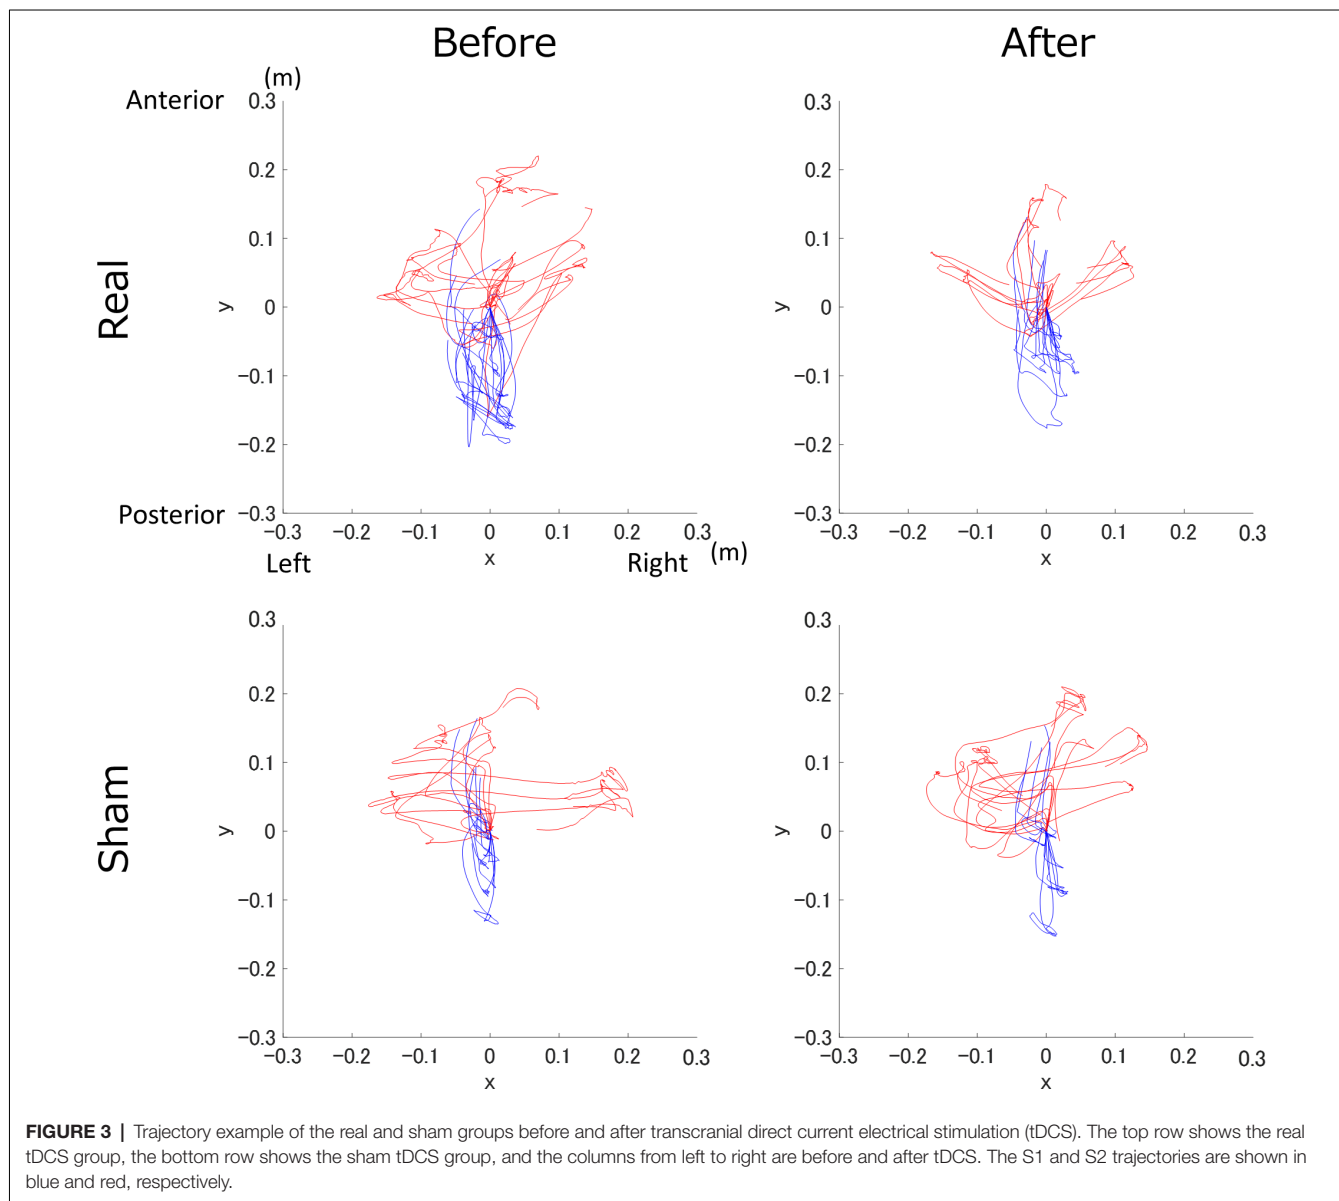 Before
After
(m)
Anterior
0.3
0.2
0.1
0
-0.1
-0.2
-0.3
y
Real
Posterior
-0.3 -0.2 -0.1 0 0.1 0.2 0.3
x
Left
Right
(m)
0.3
0.2
0.1
0
-0.1
-0.2
-0.3
y
-0.3 -0.2 -0.1 0 0.1 0.2 0.3
x
Sham
0.3
0.2
0.1
0
-0.1
-0.2
-0.3
y
-0.3 -0.2 -0.1 0 0.1 0.2 0.3
x
0.3
0.2
0.1
0
-0.1
-0.2
-0.3
y
-0.3 -0.2 -0.1 0 0.1 0.2 0.3
x
FIGURE 3 | Trajectory example of the real and sham groups before and after transcranial direct current electrical stimulation (tDCS). The top row shows the real
tDCS group, the bottom row shows the sham tDCS group, and the columns from left to right are before and after tDCS. The S1 and S2 trajectories are shown in
blue and red, respectively.